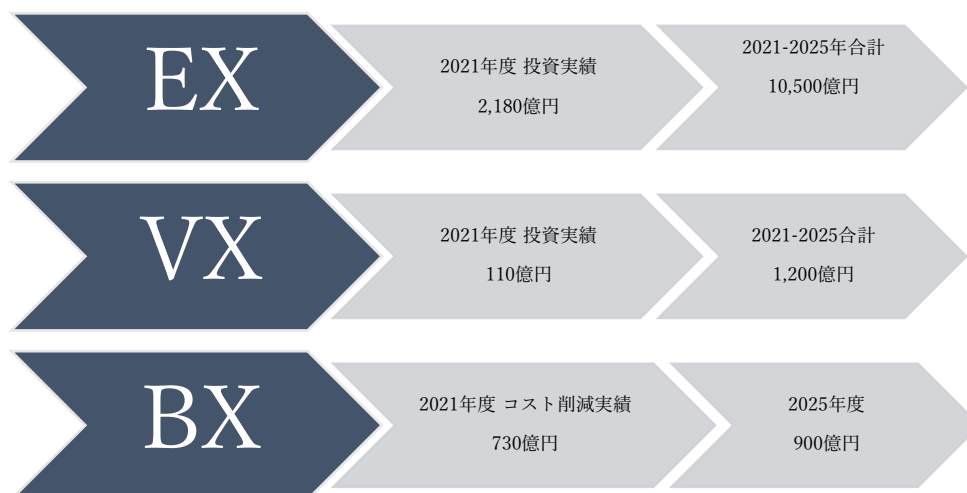 EX
2021年度 投資実績
2,180億円
2021-2025年合計
10,500億円
VX
2021年度 投資実績
110億円
2021-2025合計
1,200億円
BX
2021年度 コスト削減実績
730億円
2025年度
900億円